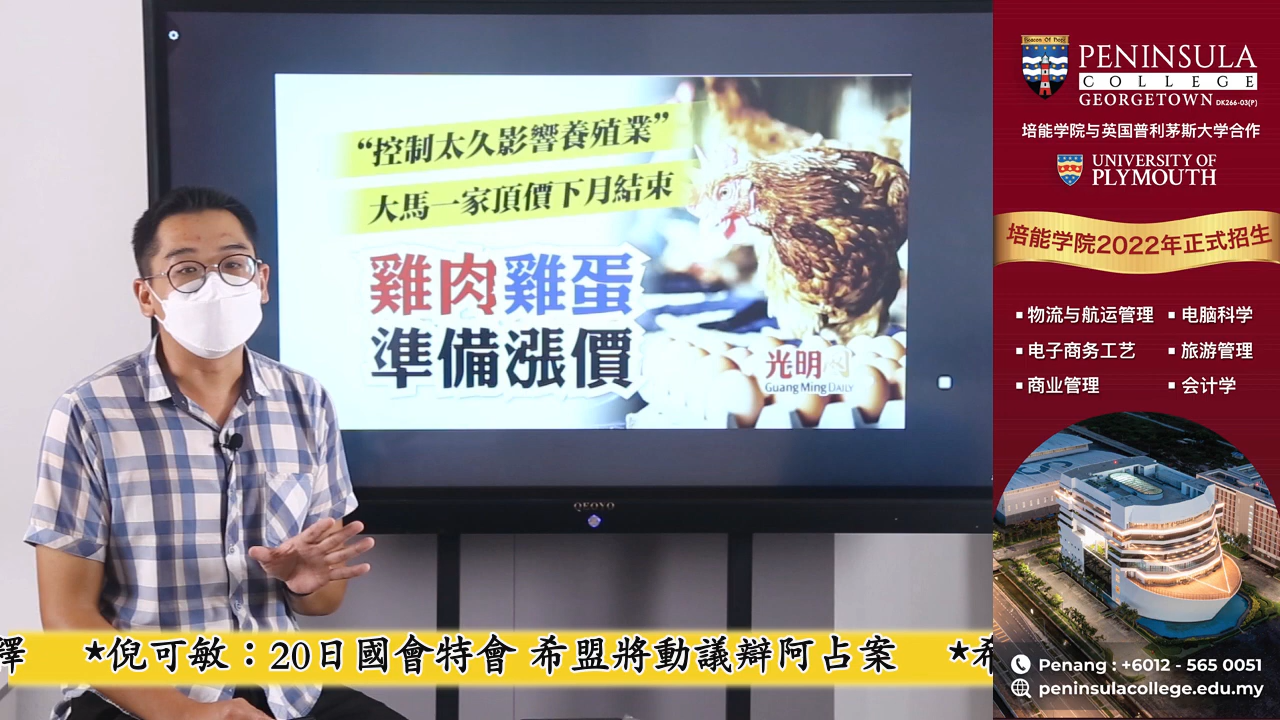 “控制太久影響養殖業”
大馬一家頂價下月結束
雞肉雞蛋
準備漲價
光明
GUANG MING DAILY
QEOYO
釋 *倪可敏：20日國會特會 希盟將動議辯阿占案 *希
Beacon Of Hope
PENINSULA
COLLEGE
GEORGETOWN DK266-03(P)
培能学院与英国普利茅斯大学合作
UNIVERSITY OF
PLYMOUTH
培能学院2022年正式招生
▪物流与航运管理 ▪电脑科学
▪电子商务工艺 ▪旅游管理
▪商业管理 ▪会计学
Penang : +6012 - 565 0051
peninsulacollege.edu.my